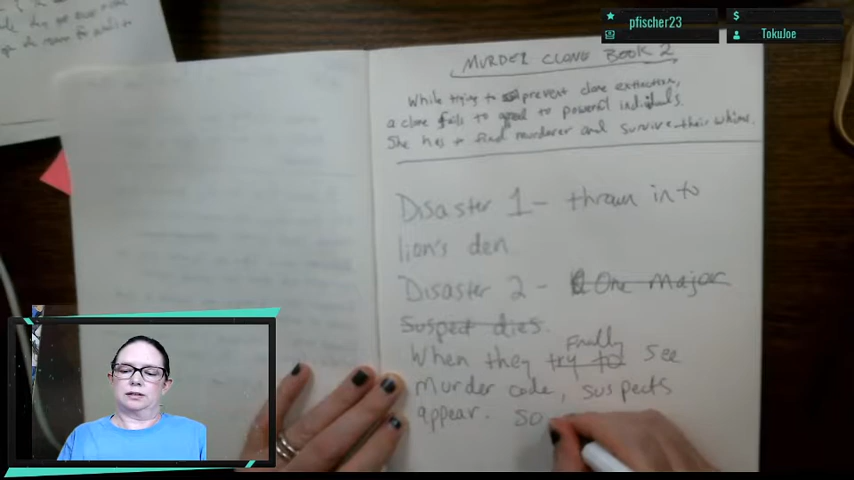 pfischer23
$
TokuJoe
MURDER CLONE BOOK 2
While trying to prevent clone extinction,
a clone fails to to powerful individuals.
She has to find murderer and survive their whims.
Disaster 1 - thrown into
lion's den
Disaster 2 - One Major
Suspect dies.
Finally
When they try to see
Murder code, suspects
appear. SO